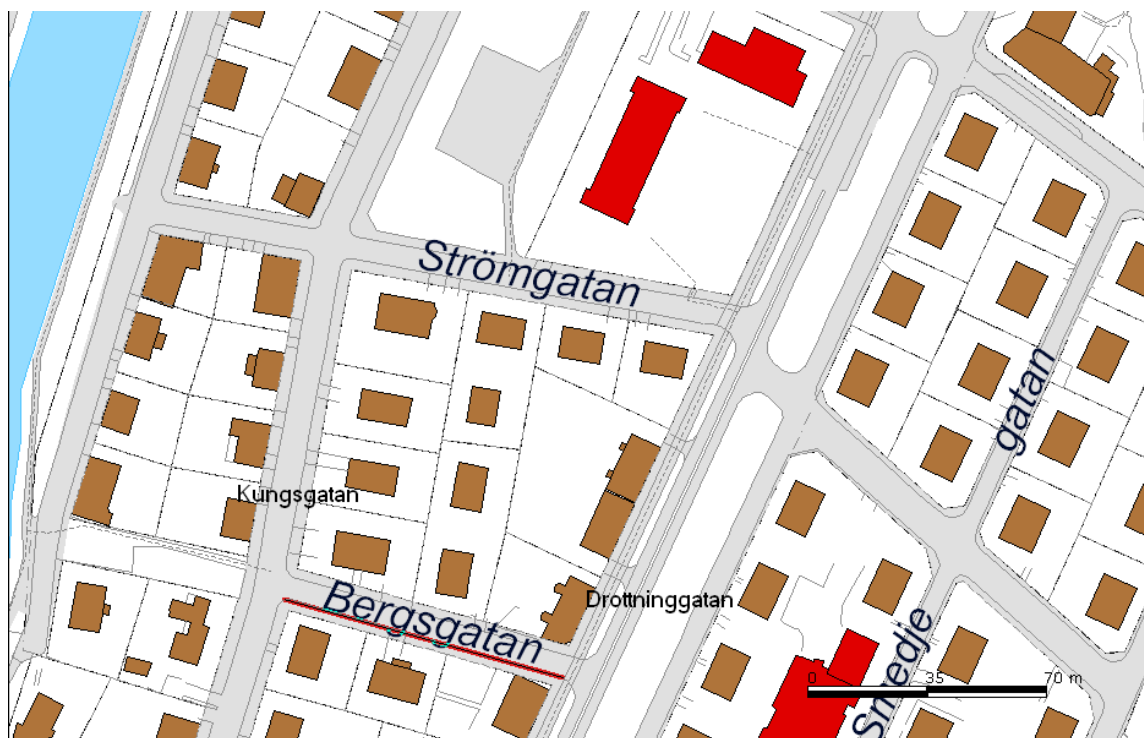 Strömgatan
gatan
Kungsgatan
Bergsgatan
Drottninggatan
Smedje
0 35 70 m